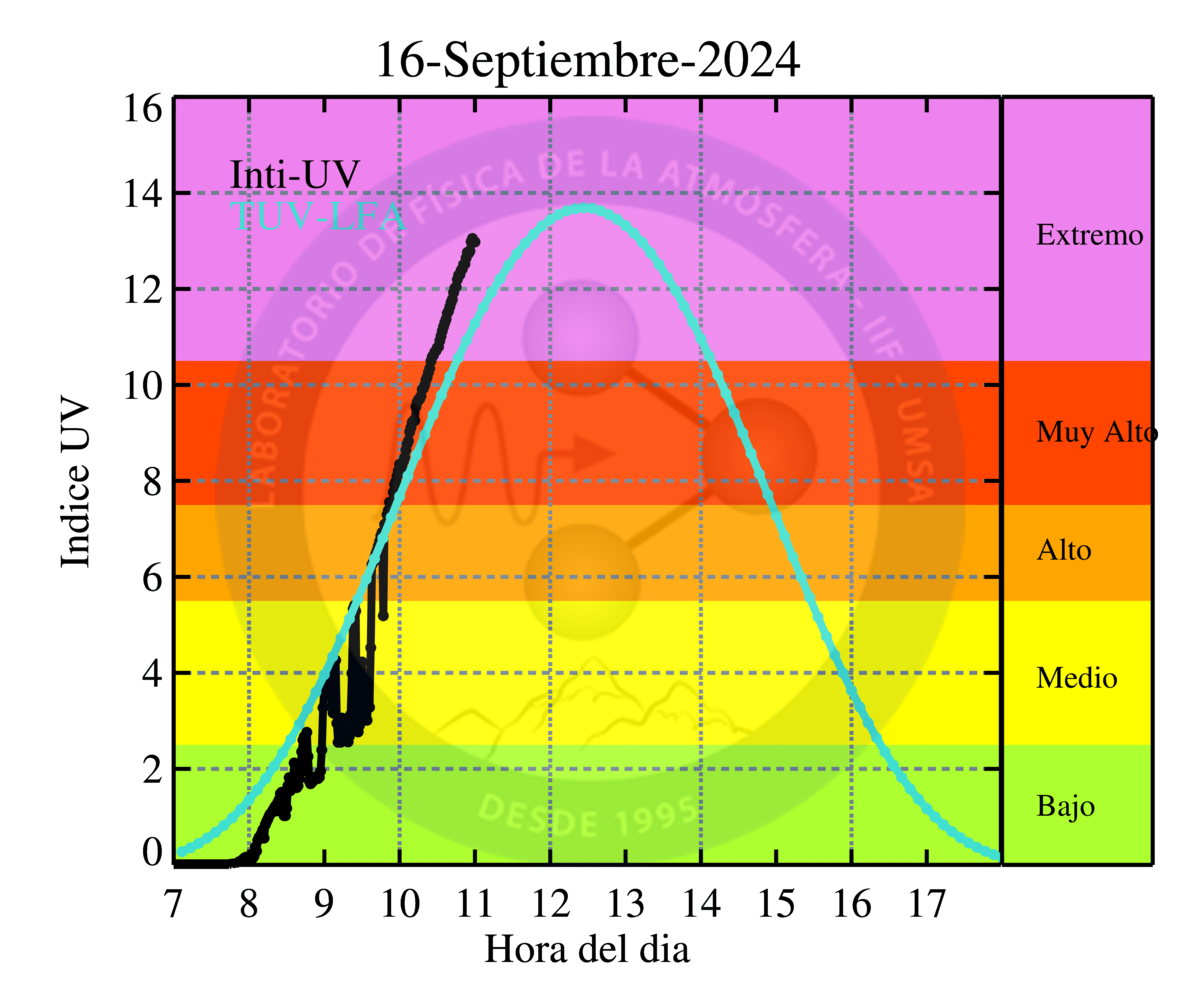 16-Septiembre-2024
16
14
12
10
8
6
4
2
0
Indice UV
Inti-UV
TUV-LFA
LABORATORIO DE FÍSICA DE LA ATMÓSFERA - IIF - UMSA
DESDE 1995
Extremo
Muy Alto
Alto
Medio
Bajo
7 8 9 10 11 12 13 14 15 16 17
Hora del dia